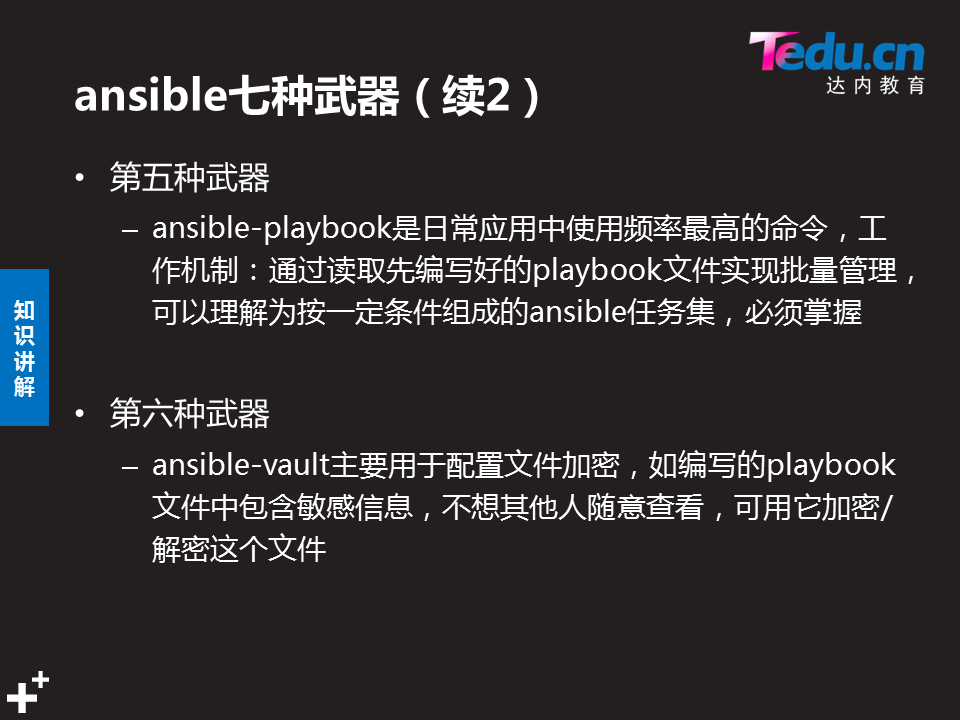 Tedu.cn
达内教育
ansible七种武器（续2）
• 第五种武器
– ansible-playbook是日常应用中使用频率最高的命令，工
作机制：通过读取先编写好的playbook文件实现批量管理，
可以理解为按一定条件组成的ansible任务集，必须掌握
知识讲解
• 第六种武器
– ansible-vault主要用于配置文件加密，如编写的playbook
文件中包含敏感信息，不想其他人随意查看，可用它加密/
解密这个文件